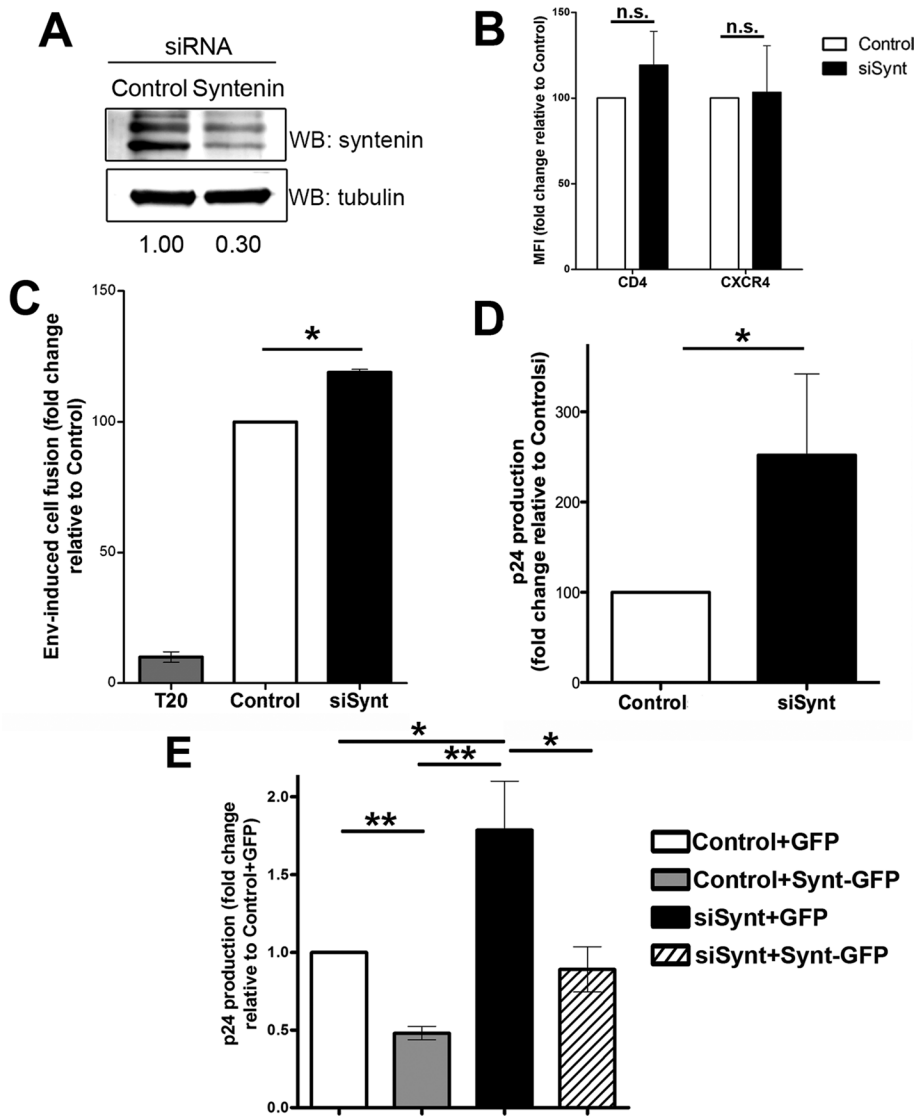 A
siRNA
Control Syntenin
WB: syntenin
WB: tubulin
1.00 0.30
B
MFI (fold change relative to Control)
150
100
50
0
n.s.
n.s.
CD4
CXCR4
Control
siSynt
C
Env-induced cell fusion (fold change
relative to Control)
150
100
50
0
*
T20
Control
siSynt
D
p24 production
(fold change relative to Controlsi)
300
200
100
0
*
Control
siSynt
E
p24 production (fold change
relative to Control+GFP)
2.0
1.5
1.0
0.5
0.0
*
**
*
**
Control+GFP
Control+Synt-GFP
siSynt+GFP
siSynt+Synt-GFP